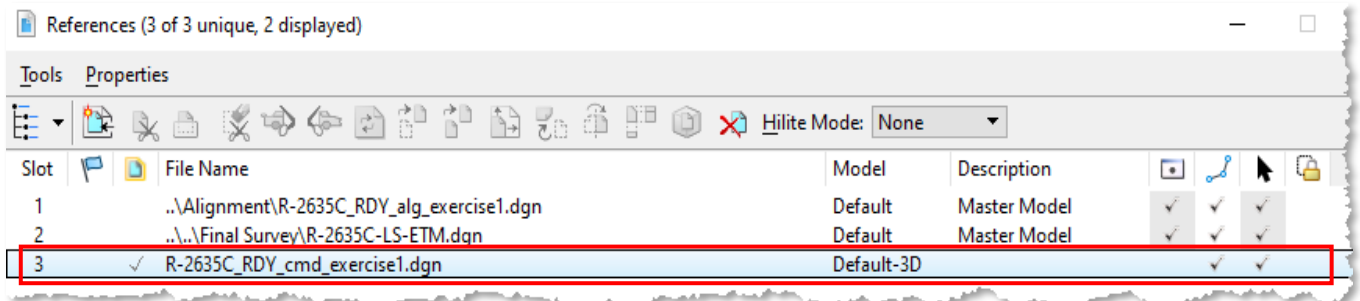 References (3 of 3 unique, 2 displayed)
Tools Properties
Hilite Mode: None
Slot File Name Model Description
1 ..\Alignment\R-2635C_RDY_alg_exercise1.dgn Default Master Model
2 ..\..\Final Survey\R-2635C-LS-ETM.dgn Default Master Model
3 R-2635C_RDY_cmd_exercise1.dgn Default-3D